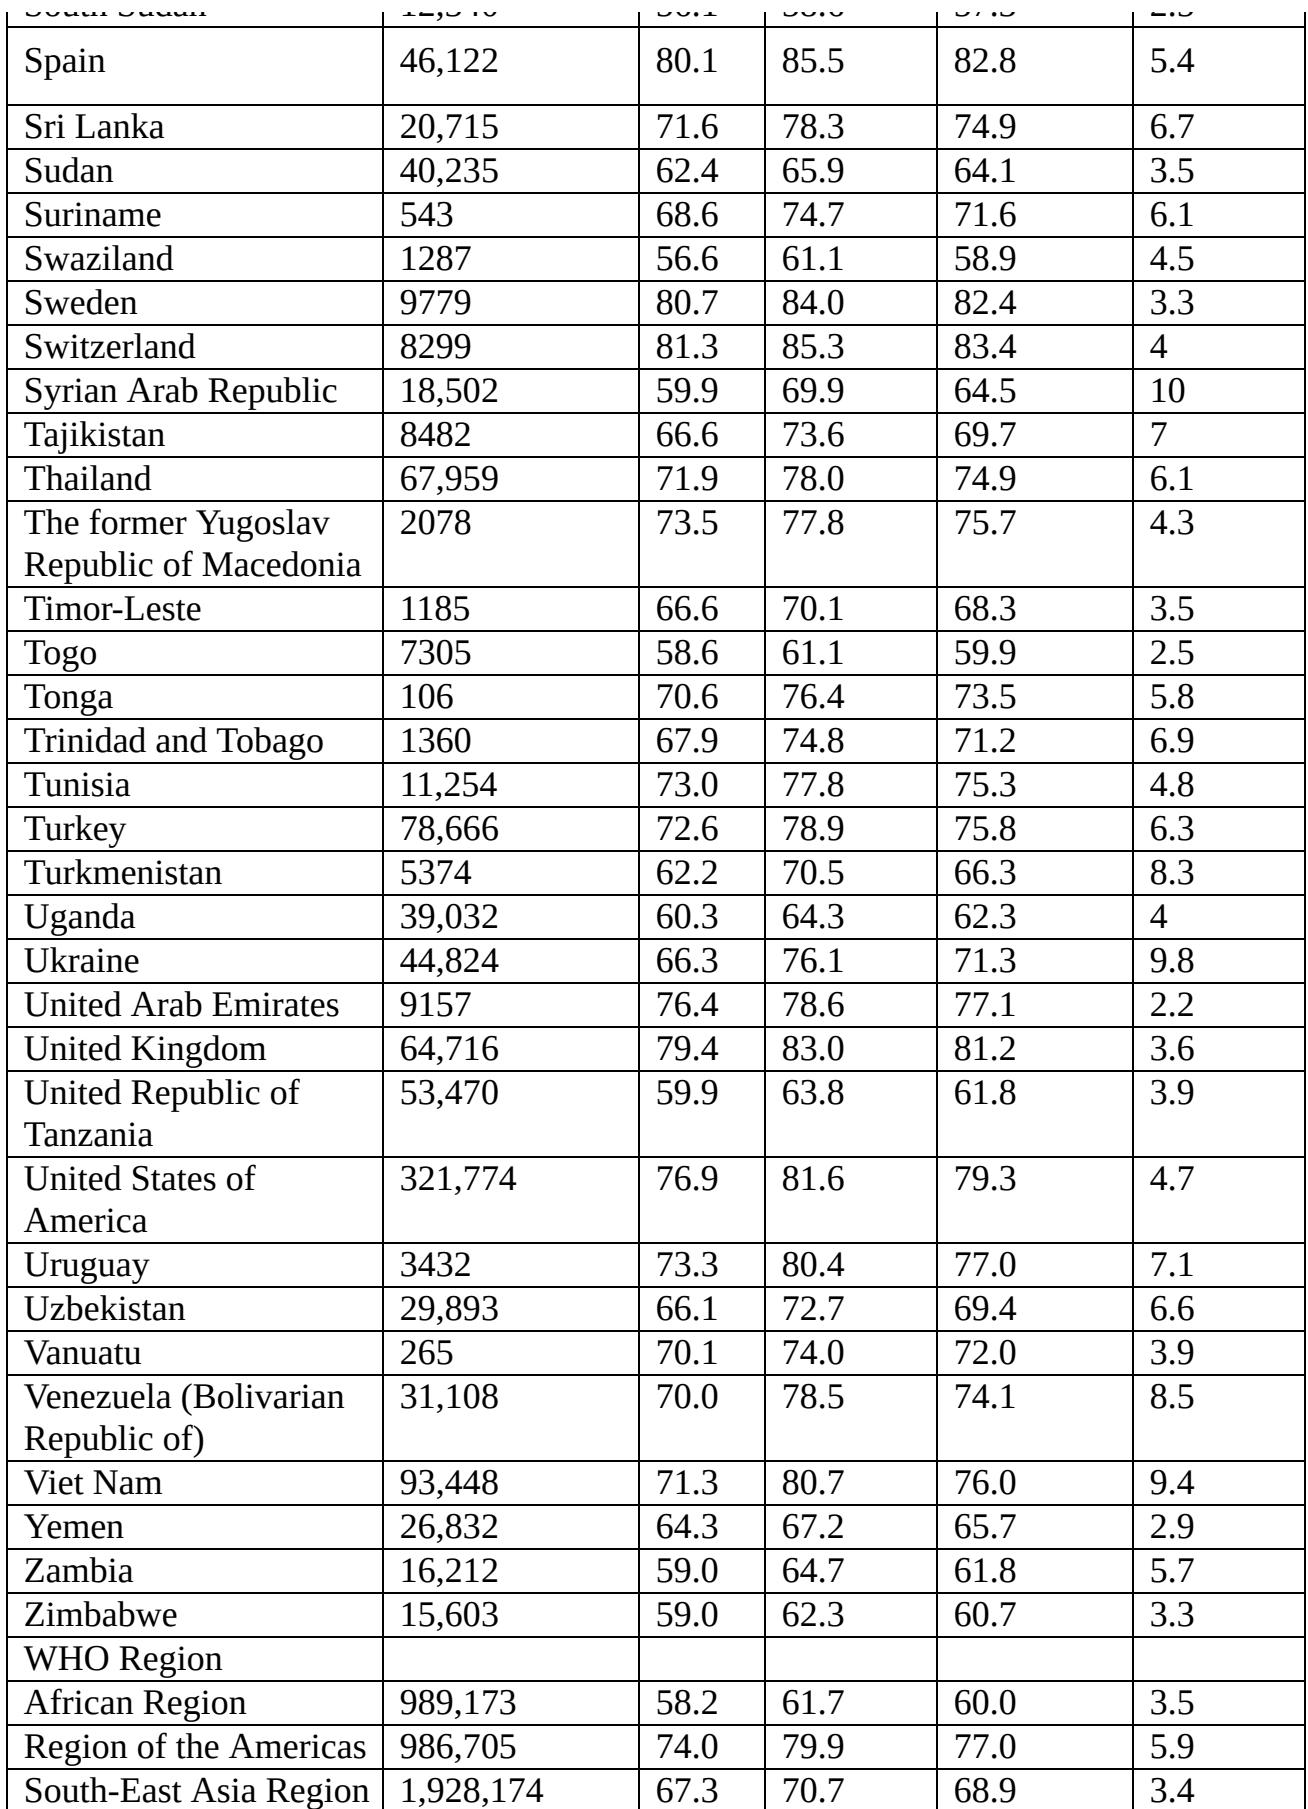 Spain 46,122 80.1 85.5 82.8 5.4
Sri Lanka 20,715 71.6 78.3 74.9 6.7
Sudan 40,235 62.4 65.9 64.1 3.5
Suriname 543 68.6 74.7 71.6 6.1
Swaziland 1287 56.6 61.1 58.9 4.5
Sweden 9779 80.7 84.0 82.4 3.3
Switzerland 8299 81.3 85.3 83.4 4
Syrian Arab Republic 18,502 59.9 69.9 64.5 10
Tajikistan 8482 66.6 73.6 69.7 7
Thailand 67,959 71.9 78.0 74.9 6.1
The former Yugoslav 2078 73.5 77.8 75.7 4.3
Republic of Macedonia
Timor-Leste 1185 66.6 70.1 68.3 3.5
Togo 7305 58.6 61.1 59.9 2.5
Tonga 106 70.6 76.4 73.5 5.8
Trinidad and Tobago 1360 67.9 74.8 71.2 6.9
Tunisia 11,254 73.0 77.8 75.3 4.8
Turkey 78,666 72.6 78.9 75.8 6.3
Turkmenistan 5374 62.2 70.5 66.3 8.3
Uganda 39,032 60.3 64.3 62.3 4
Ukraine 44,824 66.3 76.1 71.3 9.8
United Arab Emirates 9157 76.4 78.6 77.1 2.2
United Kingdom 64,716 79.4 83.0 81.2 3.6
United Republic of 53,470 59.9 63.8 61.8 3.9
Tanzania
United States of 321,774 76.9 81.6 79.3 4.7
America
Uruguay 3432 73.3 80.4 77.0 7.1
Uzbekistan 29,893 66.1 72.7 69.4 6.6
Vanuatu 265 70.1 74.0 72.0 3.9
Venezuela (Bolivarian 31,108 70.0 78.5 74.1 8.5
Republic of)
Viet Nam 93,448 71.3 80.7 76.0 9.4
Yemen 26,832 64.3 67.2 65.7 2.9
Zambia 16,212 59.0 64.7 61.8 5.7
Zimbabwe 15,603 59.0 62.3 60.7 3.3
WHO Region
African Region 989,173 58.2 61.7 60.0 3.5
Region of the Americas 986,705 74.0 79.9 77.0 5.9
South-East Asia Region 1,928,174 67.3 70.7 68.9 3.4